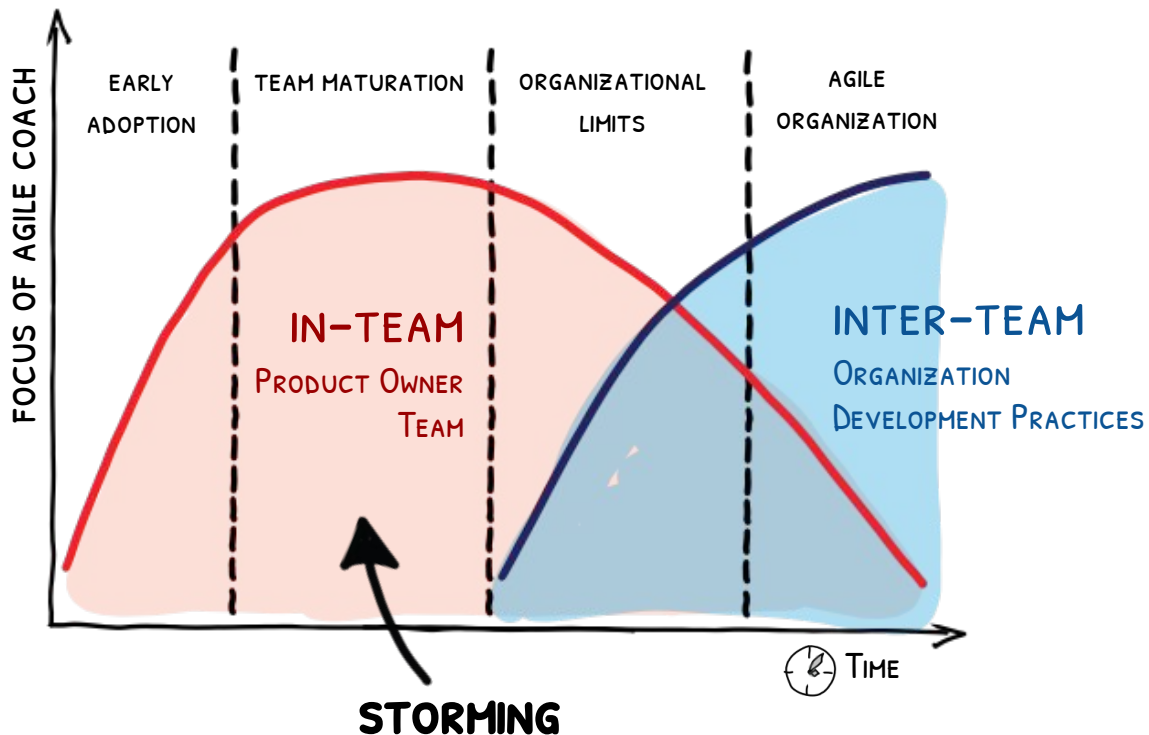 FOCUS OF AGILE COACH
EARLY
ADOPTION
TEAM MATURATION
ORGANIZATIONAL
LIMITS
AGILE
ORGANIZATION
IN-TEAM
PRODUCT OWNER
TEAM
INTER-TEAM
ORGANIZATION
DEVELOPMENT PRACTICES
TIME
STORMING